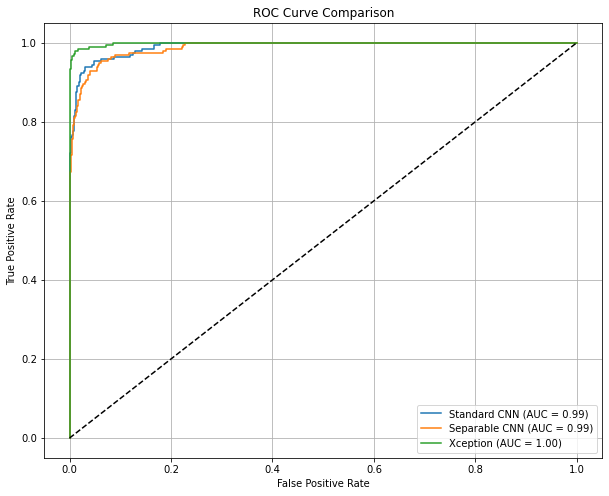 ROC Curve Comparison
True Positive Rate
1.0
0.8
0.6
0.4
0.2
0.0
Standard CNN (AUC = 0.99)
Separable CNN (AUC = 0.99)
Xception (AUC = 1.00)
0.0 0.2 0.4 0.6 0.8 1.0
False Positive Rate